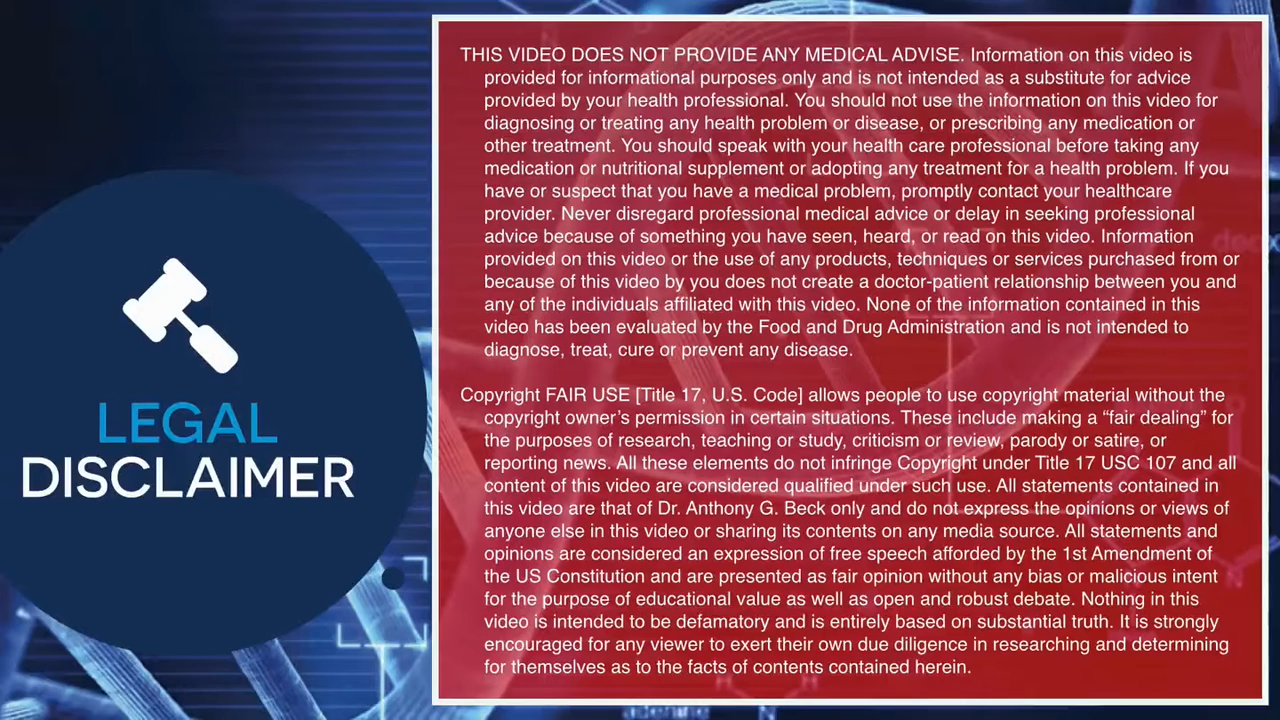 LEGAL
DISCLAIMER
THIS VIDEO DOES NOT PROVIDE ANY MEDICAL ADVISE. Information on this video is
provided for informational purposes only and is not intended as a substitute for advice
provided by your health professional. You should not use the information on this video for
diagnosing or treating any health problem or disease, or prescribing any medication or
other treatment. You should speak with your health care professional before taking any
medication or nutritional supplement or adopting any treatment for a health problem. If you
have or suspect that you have a medical problem, promptly contact your healthcare
provider. Never disregard professional medical advice or delay in seeking professional
advice because of something you have seen, heard, or read on this video. Information
provided on this video or the use of any products, techniques or services purchased from or
because of this video by you does not create a doctor-patient relationship between you and
any of the individuals affiliated with this video. None of the information contained in this
video has been evaluated by the Food and Drug Administration and is not intended to
diagnose, treat, cure or prevent any disease.
Copyright FAIR USE [Title 17, U.S. Code] allows people to use copyright material without the
copyright owner’s permission in certain situations. These include making a “fair dealing” for
the purposes of research, teaching or study, criticism or review, parody or satire, or
reporting news. All these elements do not infringe Copyright under Title 17 USC 107 and all
content of this video are considered qualified under such use. All statements contained in
this video are that of Dr. Anthony G. Beck only and do not express the opinions or views of
anyone else in this video or sharing its contents on any media source. All statements and
opinions are considered an expression of free speech afforded by the 1st Amendment of
the US Constitution and are presented as fair opinion without any bias or malicious intent
for the purpose of educational value as well as open and robust debate. Nothing in this
video is intended to be defamatory and is entirely based on substantial truth. It is strongly
encouraged for any viewer to exert their own due diligence in researching and determining
for themselves as to the facts of contents contained herein.